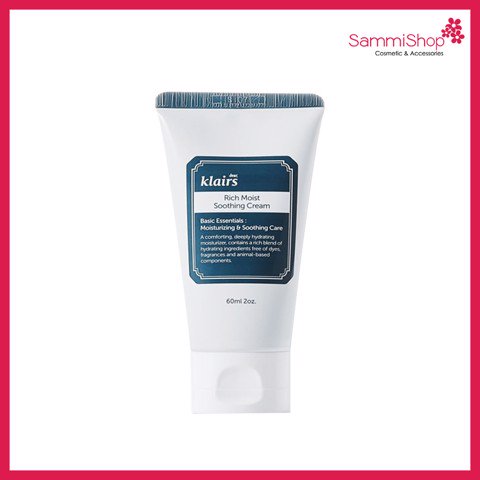 SammiShop
Cosmetic & Accessories
dear,
klairs
Rich Moist
Soothing Cream
Basic Essentials :
Moisturizing & Soothing Care
A comforting, deeply hydrating
moisturizer, contains a rich blend of
hydrating ingredients free of dyes,
fragrances and animal-based
components.
60ml 2oz.